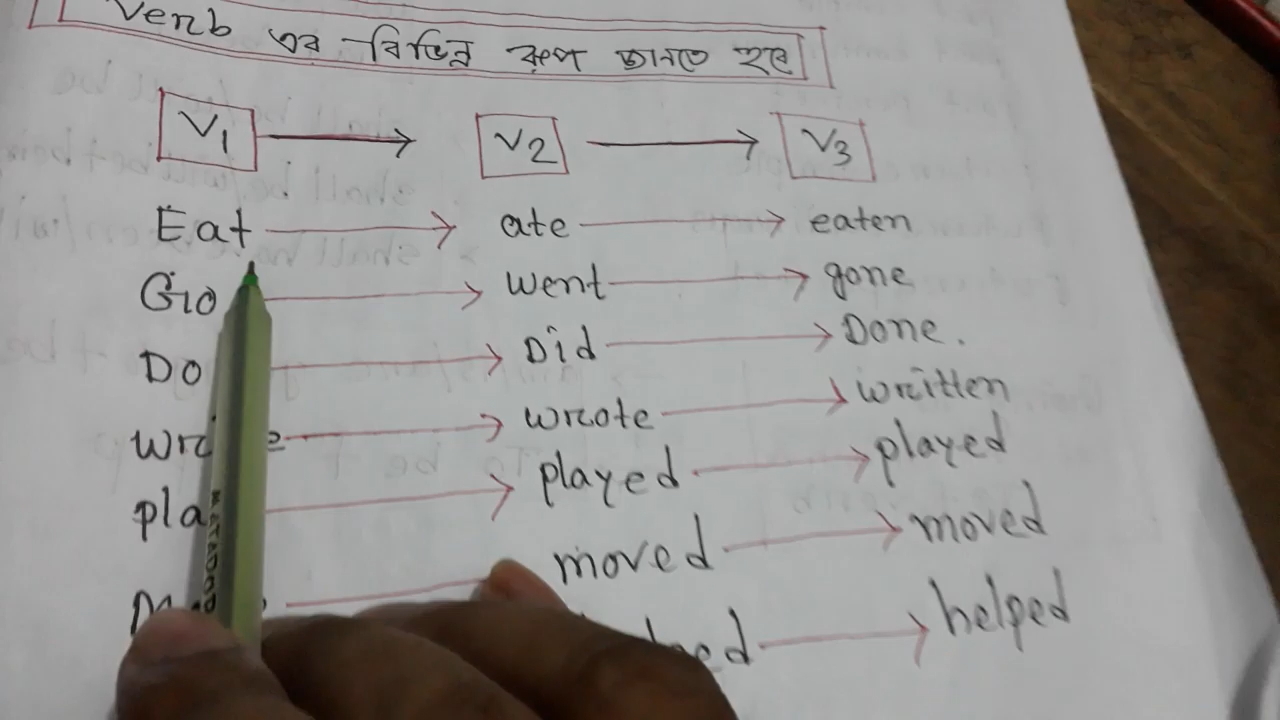 Verb এর বিভিন্ন রূপ জানতে হবে
V1 → V2 → V3
Eat → ate → eaten
Go → went → gone
Do → Did → Done.
→ wrote → written
→ played → played
moved → moved
→ helped
MATADOR